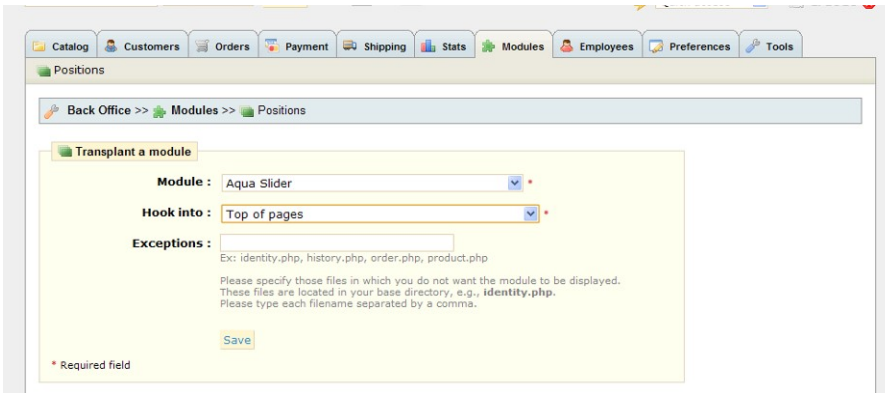 Catalog Customers Orders Payment Shipping Stats Modules Employees Preferences Tools
Positions
Back Office >> Modules >> Positions
Transplant a module
Module : Aqua Slider *
Hook into : Top of pages *
Exceptions :
Ex: identity.php, history.php, order.php, product.php
Please specify those files in which you do not want the module to be displayed.
These files are located in your base directory, e.g., identity.php.
Please type each filename separated by a comma.
Save
* Required field